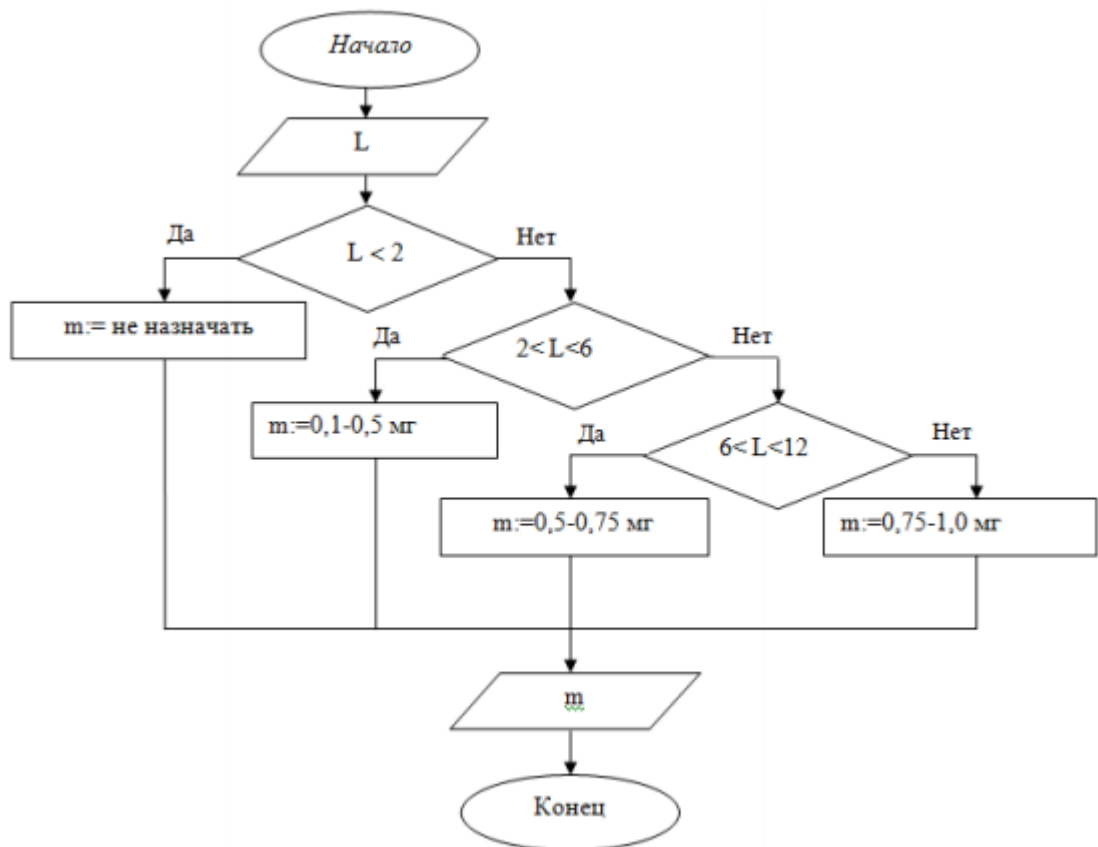 Начало
L
Да
L < 2
Нет
m:= не назначать
Да
2< L<6
Нет
m:=0,1-0,5 мг
Да
6< L<12
Нет
m:=0,5-0,75 мг
m:=0,75-1,0 мг
m
Конец